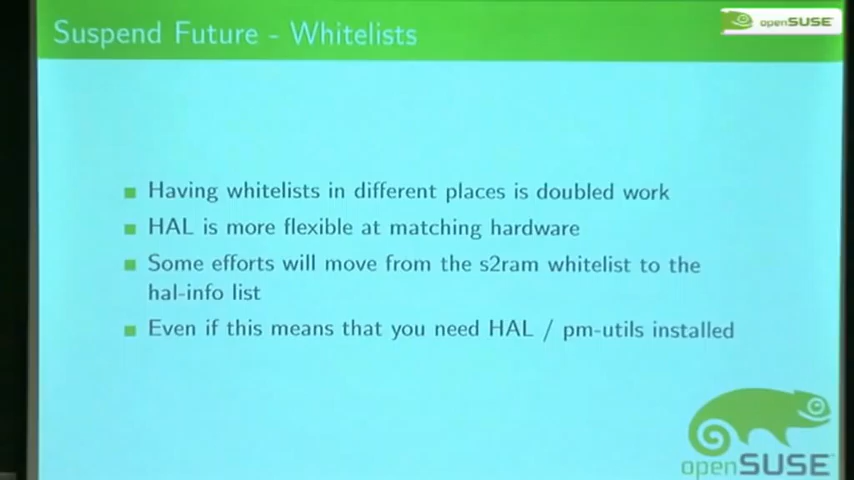 Suspend Future - Whitelists
openSUSE
Having whitelists in different places is doubled work
HAL is more flexible at matching hardware
Some efforts will move from the s2ram whitelist to the
hal-info list
Even if this means that you need HAL / pm-utils installed
openSUSE